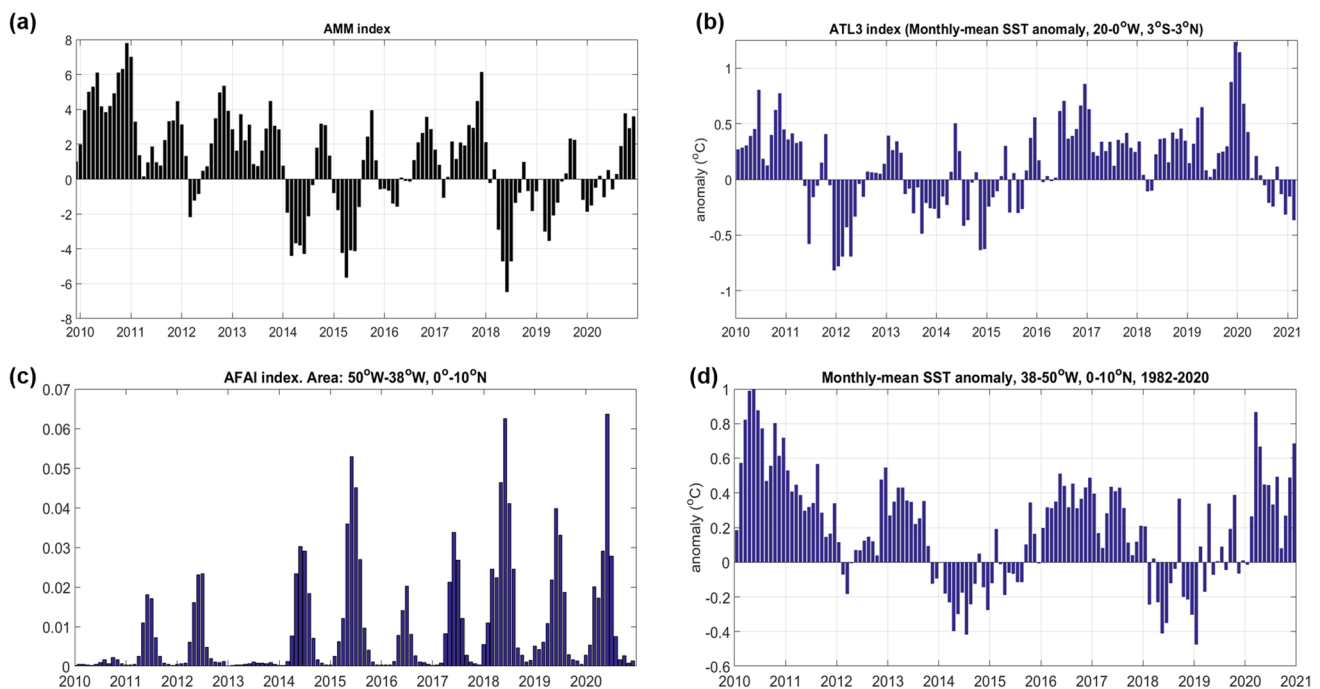 (a)
AMM index
8
6
4
2
0
-2
-4
-6
-8
2010 2011 2012 2013 2014 2015 2016 2017 2018 2019 2020
(b)
ATL3 index (Monthly-mean SST anomaly, 20-0°W, 3°S-3°N)
anomaly (°C)
1
0.5
0
-0.5
-1
2010 2011 2012 2013 2014 2015 2016 2017 2018 2019 2020 2021
(c)
AFAI index. Area: 50°W-38°W, 0°-10°N
0.07
0.06
0.05
0.04
0.03
0.02
0.01
0
2010 2011 2012 2013 2014 2015 2016 2017 2018 2019 2020
(d)
Monthly-mean SST anomaly, 38-50°W, 0-10°N, 1982-2020
anomaly (°C)
1
0.8
0.6
0.4
0.2
0
-0.2
-0.4
-0.6
2010 2011 2012 2013 2014 2015 2016 2017 2018 2019 2020 2021